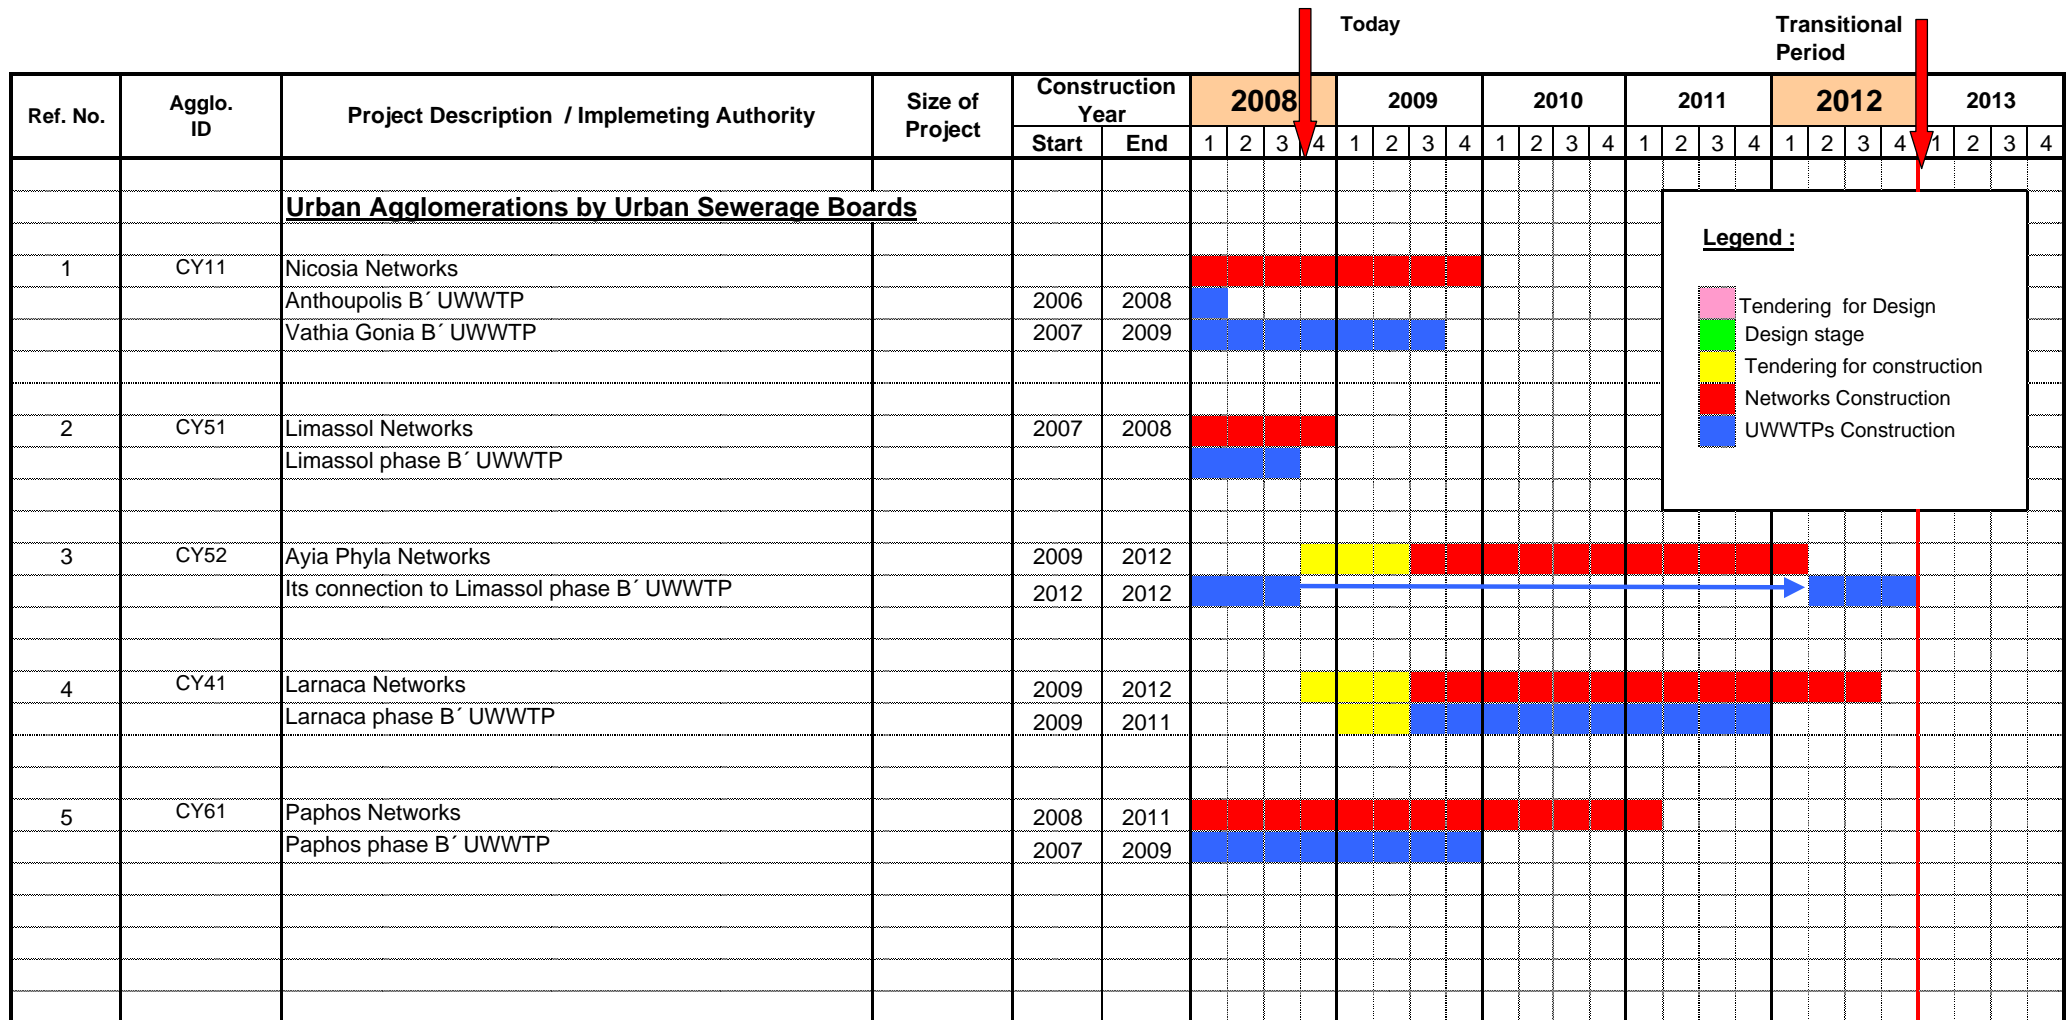 Today
Transitional
Period
Ref. No. Agglo. ID Project Description / Implemeting Authority Size of Project Construction Year 2008 2009 2010 2011 2012 2013
Start End 1 2 3 4 1 2 3 4 1 2 3 4 1 2 3 4 1 2 3 4 1 2 3 4
Urban Agglomerations by Urban Sewerage Boards
Legend :
1 CY11 Nicosia Networks
Anthoupolis B´ UWWTP 2006 2008
Tendering for Design
Vathia Gonia B´ UWWTP 2007 2009
Design stage
Tendering for construction
Networks Construction
2 CY51 Limassol Networks 2007 2008
UWWTPs Construction
Limassol phase B´ UWWTP
3 CY52 Ayia Phyla Networks 2009 2012
Its connection to Limassol phase B´ UWWTP 2012 2012
4 CY41 Larnaca Networks 2009 2012
Larnaca phase B´ UWWTP 2009 2011
5 CY61 Paphos Networks 2008 2011
Paphos phase B´ UWWTP 2007 2009